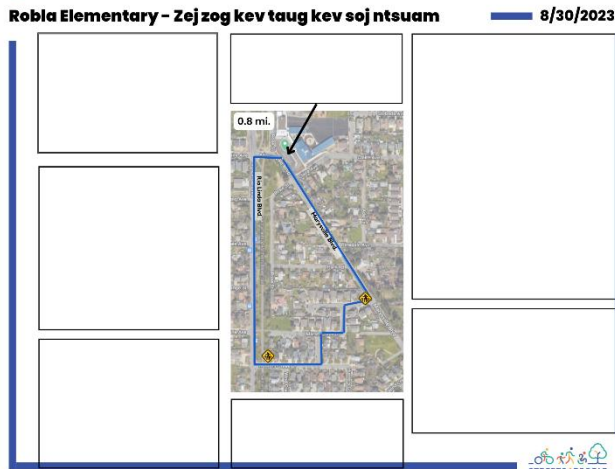 Robla Elementary - Zej zog kev taug kev soj ntsuam
8/30/2023
0.8 mi.
Rio Linda Blvd
Marysville Blvd